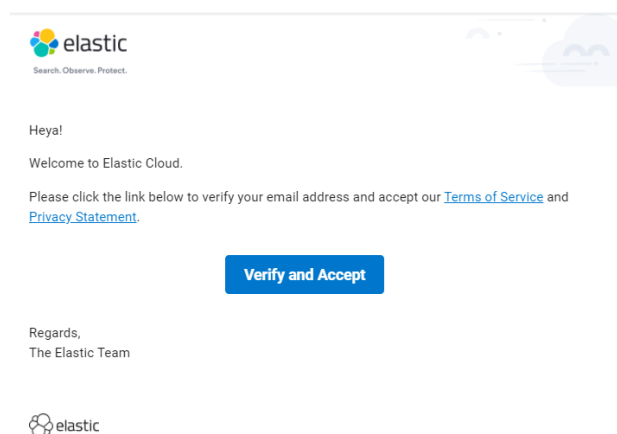 elastic
Search. Observe. Protect.
Heya!
Welcome to Elastic Cloud.
Please click the link below to verify your email address and accept our Terms of Service and
Privacy Statement.
Verify and Accept
Regards,
The Elastic Team
elastic